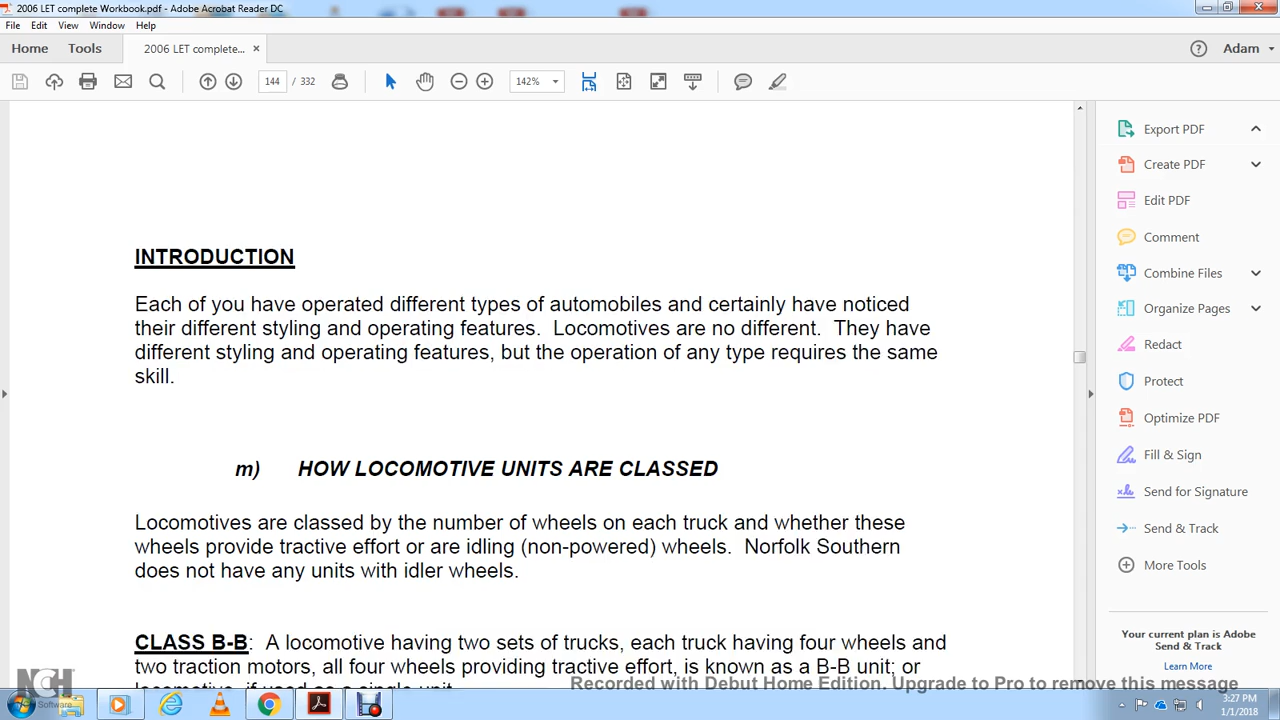 2006 LET complete Workbook.pdf - Adobe Acrobat Reader DC
File Edit View Window Help
Home Tools 2006 LET complete... × Adam
144 / 332 142%
INTRODUCTION
Each of you have operated different types of automobiles and certainly have noticed
their different styling and operating features. Locomotives are no different. They have
different styling and operating features, but the operation of any type requires the same
skill.
m) HOW LOCOMOTIVE UNITS ARE CLASSED
Locomotives are classed by the number of wheels on each truck and whether these
wheels provide tractive effort or are idling (non-powered) wheels. Norfolk Southern
does not have any units with idler wheels.
CLASS B-B: A locomotive having two sets of trucks, each truck having four wheels and
two traction motors, all four wheels providing tractive effort, is known as a B-B unit; or
locomotive, if used as a single unit.
Export PDF
Create PDF
Edit PDF
Comment
Combine Files
Organize Pages
Redact
Protect
Optimize PDF
Fill & Sign
Send for Signature
Send & Track
More Tools
Your current plan is Adobe
Send & Track
Learn More
Recorded with Debut Home Edition. Upgrade to Pro to remove this message
NCH
Software
3:27 PM
1/1/2018